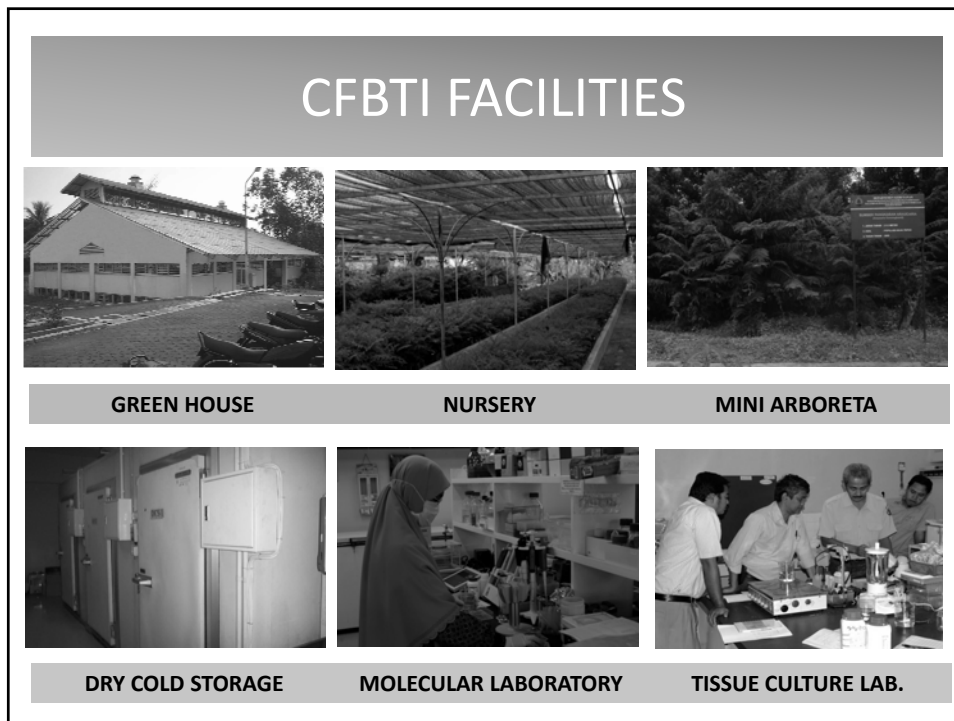 CFBTI FACILITIES
GREEN HOUSE NURSERY MINI ARBORETA
DRY COLD STORAGE MOLECULAR LABORATORY TISSUE CULTURE LAB.